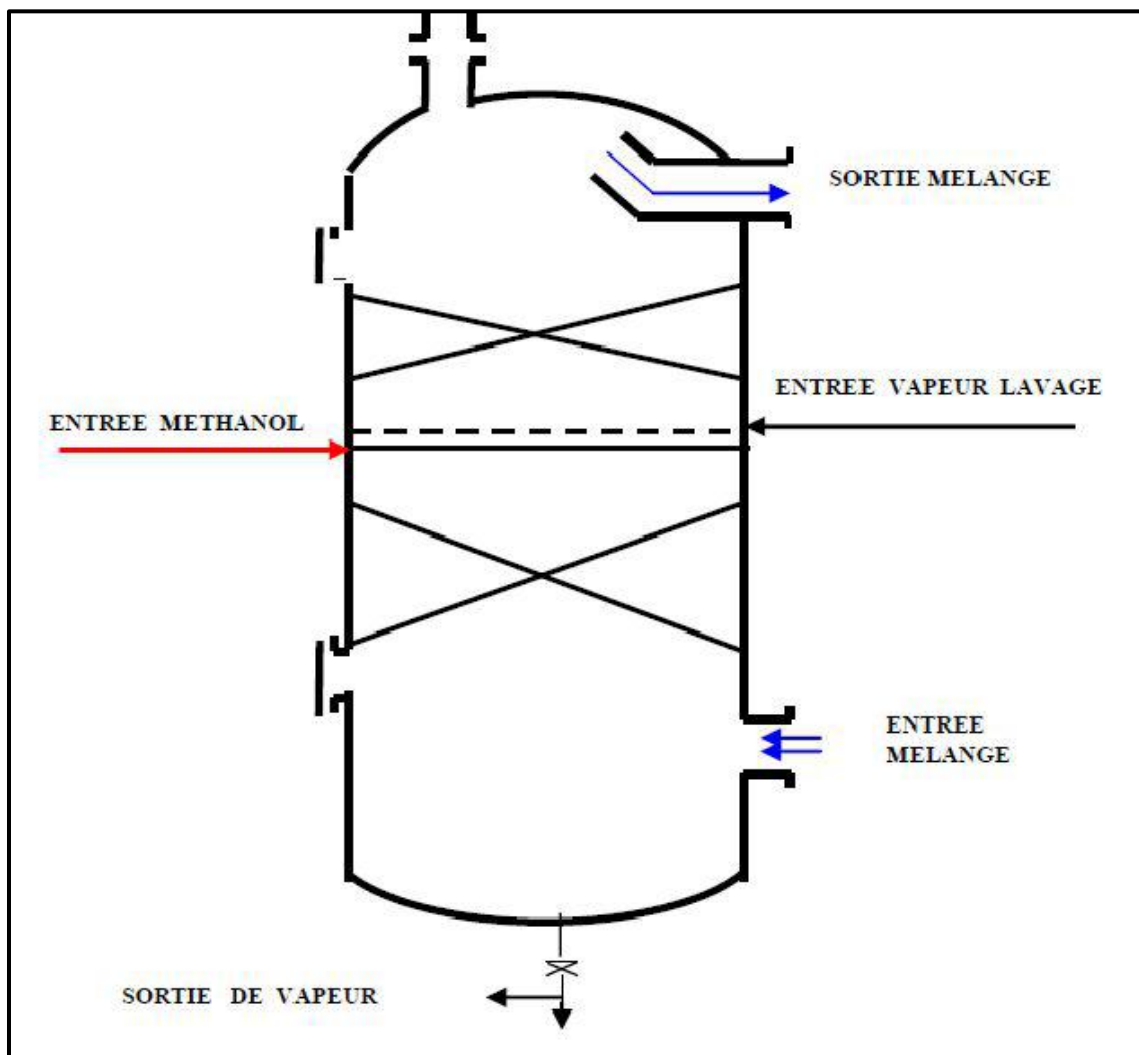 SORTIE MELANGE
ENTREE VAPEUR LAVAGE
ENTREE METHANOL
ENTREE
MELANGE
SORTIE DE VAPEUR